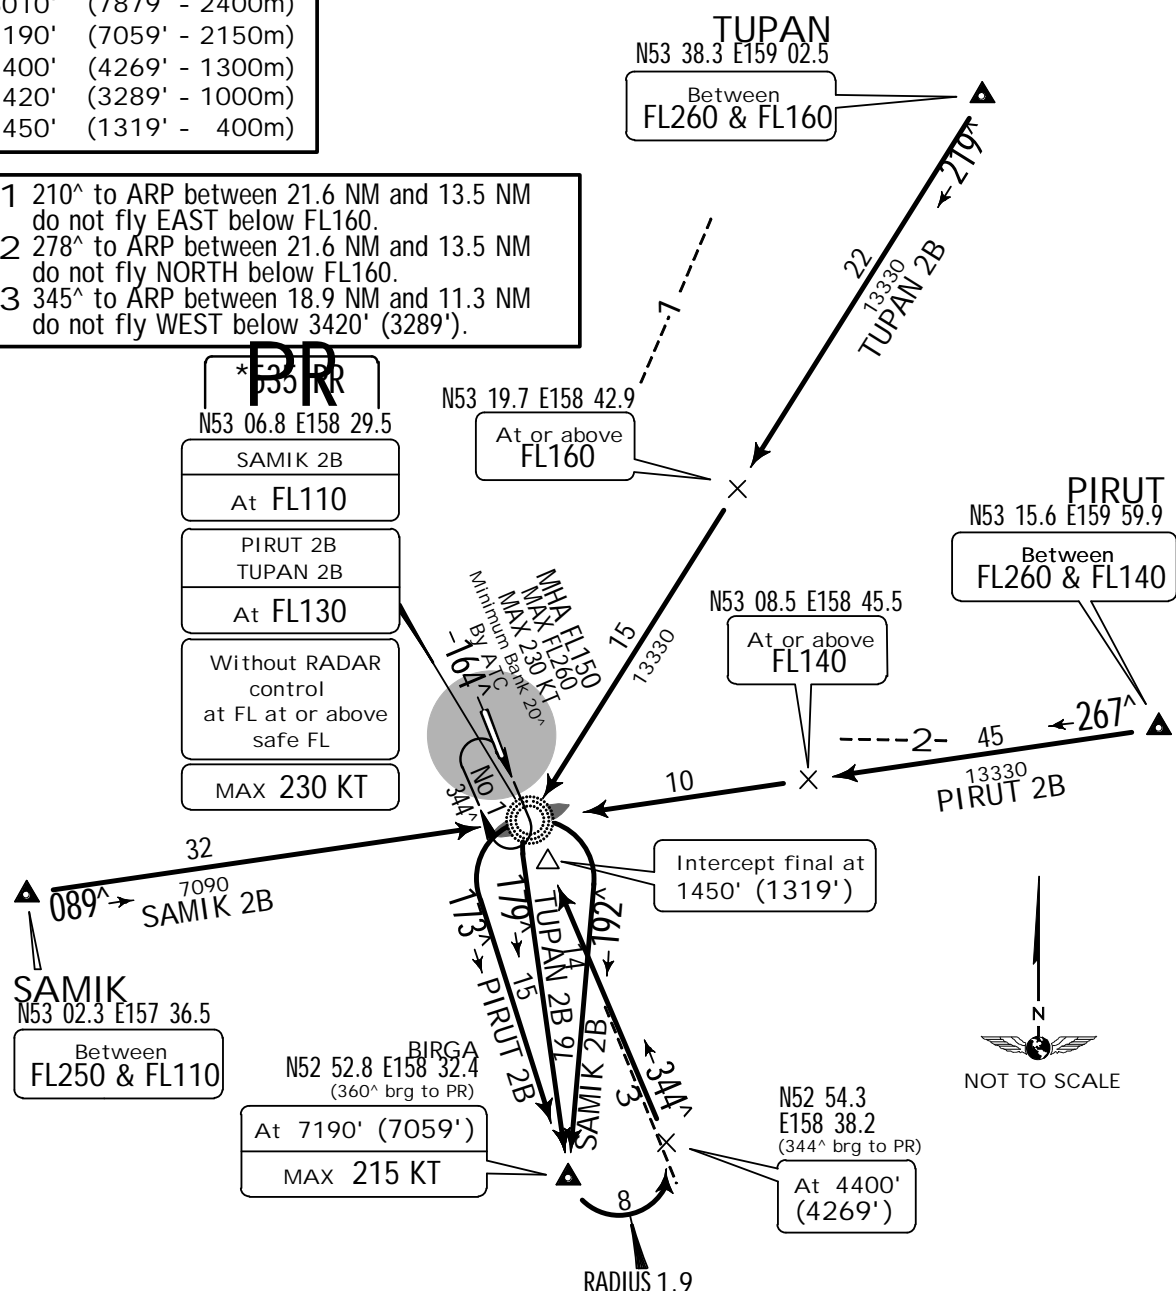 010' (7879' - 2400m)
190' (7059' - 2150m)
400' (4269' - 1300m)
420' (3289' - 1000m)
450' (1319' - 400m)
1 210^ to ARP between 21.6 NM and 13.5 NM
do not fly EAST below FL160.
2 278^ to ARP between 21.6 NM and 13.5 NM
do not fly NORTH below FL160.
3 345^ to ARP between 18.9 NM and 11.3 NM
do not fly WEST below 3420' (3289').
TUPAN
N53 38.3 E159 02.5
Between
FL260 & FL160
219^
22
13330
TUPAN 2B
1
PR
*535 PR
N53 06.8 E158 29.5
SAMIK 2B
At FL110
PIRUT 2B
TUPAN 2B
At FL130
Without RADAR
control
at FL at or above
safe FL
MAX 230 KT
N53 19.7 E158 42.9
At or above
FL160
15
13330
PIRUT
N53 15.6 E159 59.9
Between
FL260 & FL140
267^
45
13330
PIRUT 2B
2
N53 08.5 E158 45.5
At or above
FL140
10
MHA FL150
MAX FL260
MAX 230 KT
Minimum Bank 20^
By ATC
-164^
344^
No 1
32
7090
089^
SAMIK 2B
SAMIK
N53 02.3 E157 36.5
Between
FL250 & FL110
Intercept final at
1450' (1319')
173^
15
PIRUT 2B
179^
TUPAN 2B
16
192^
14
SAMIK 2B
3
344^
BIRGA
N52 52.8 E158 32.4
(360^ brg to PR)
At 7190' (7059')
MAX 215 KT
8
RADIUS 1.9
N52 54.3
E158 38.2
(344^ brg to PR)
At 4400'
(4269')
N
NOT TO SCALE